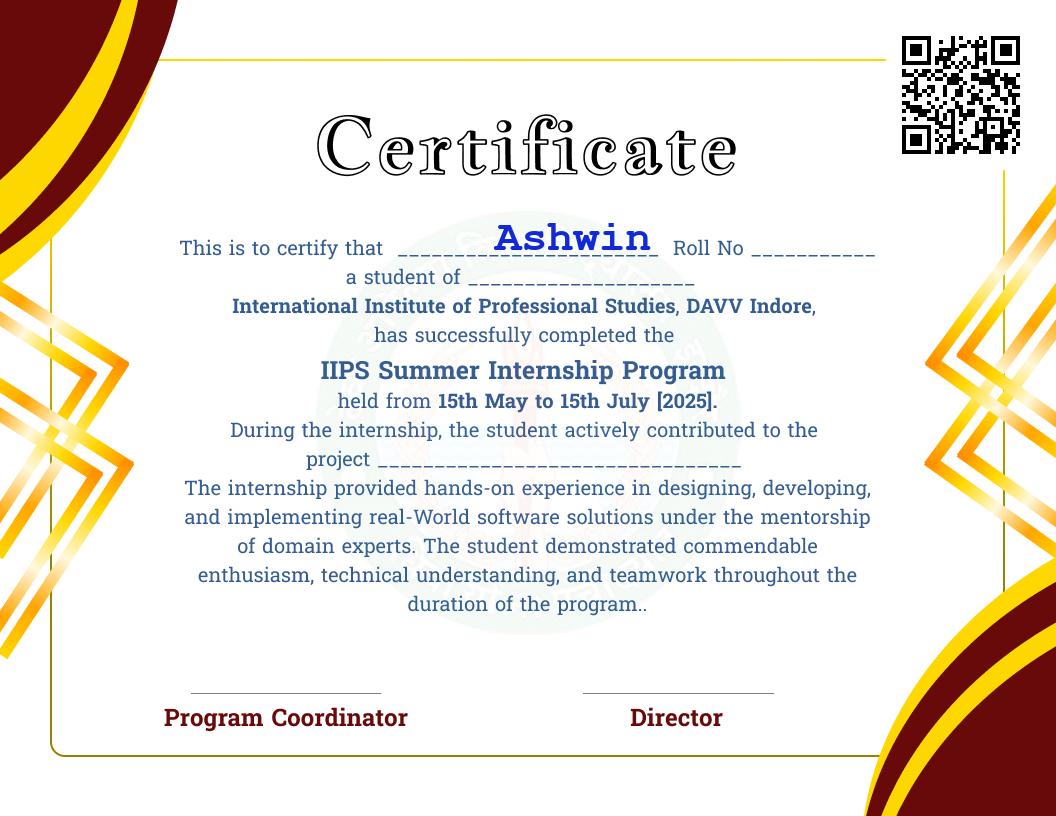 Certificate
This is to certify that _______________________ Ashwin Roll No ___________
a student of ____________________
International Institute of Professional Studies, DAVV Indore,
has successfully completed the
IIPS Summer Internship Program
held from 15th May to 15th July [2025].
During the internship, the student actively contributed to the
project ________________________________
The internship provided hands-on experience in designing, developing,
and implementing real-World software solutions under the mentorship
of domain experts. The student demonstrated commendable
enthusiasm, technical understanding, and teamwork throughout the
duration of the program..
Program Coordinator
Director